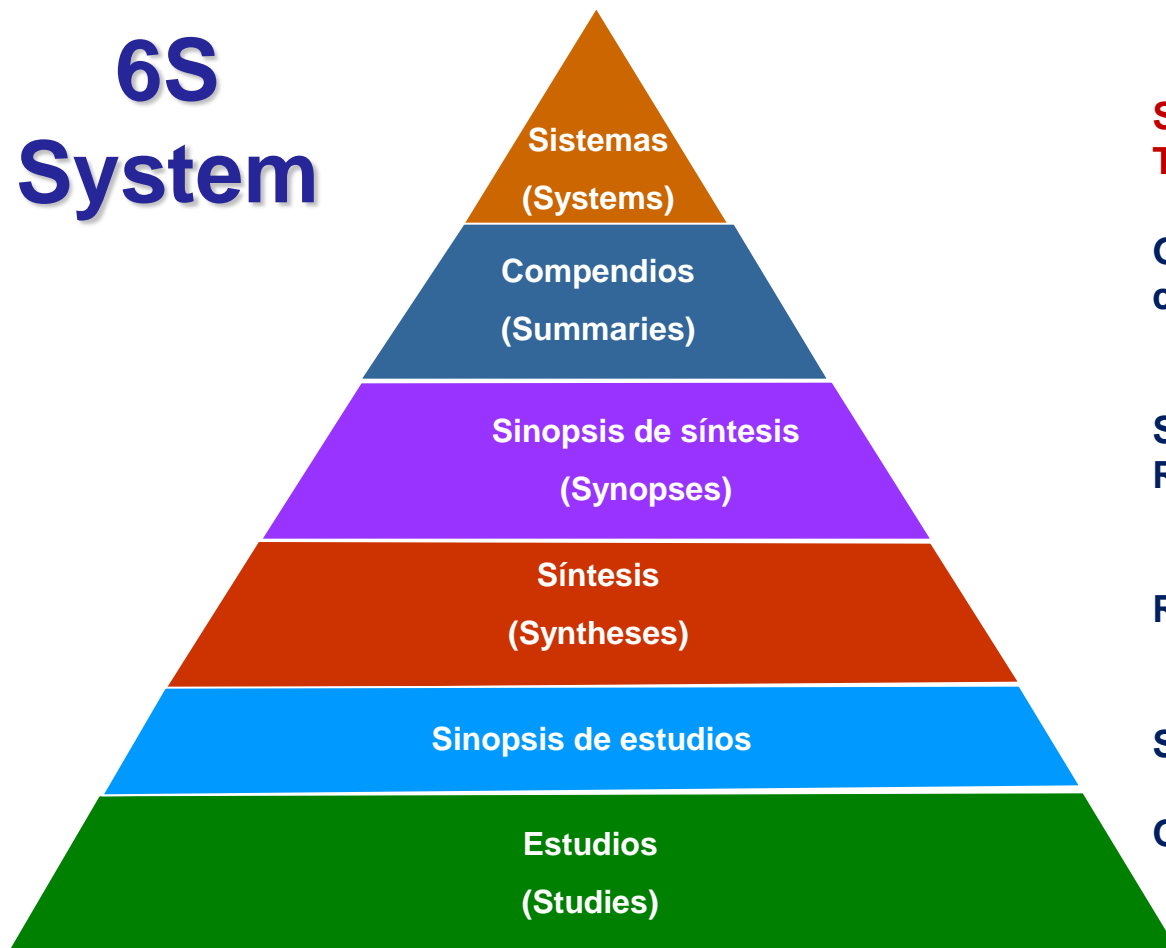 6S
System
Sistemas
(Systems)
Compendios
(Summaries)
Sinopsis de síntesis
(Synopses)
Síntesis
(Syntheses)
Sinopsis de estudios
Estudios
(Studies)